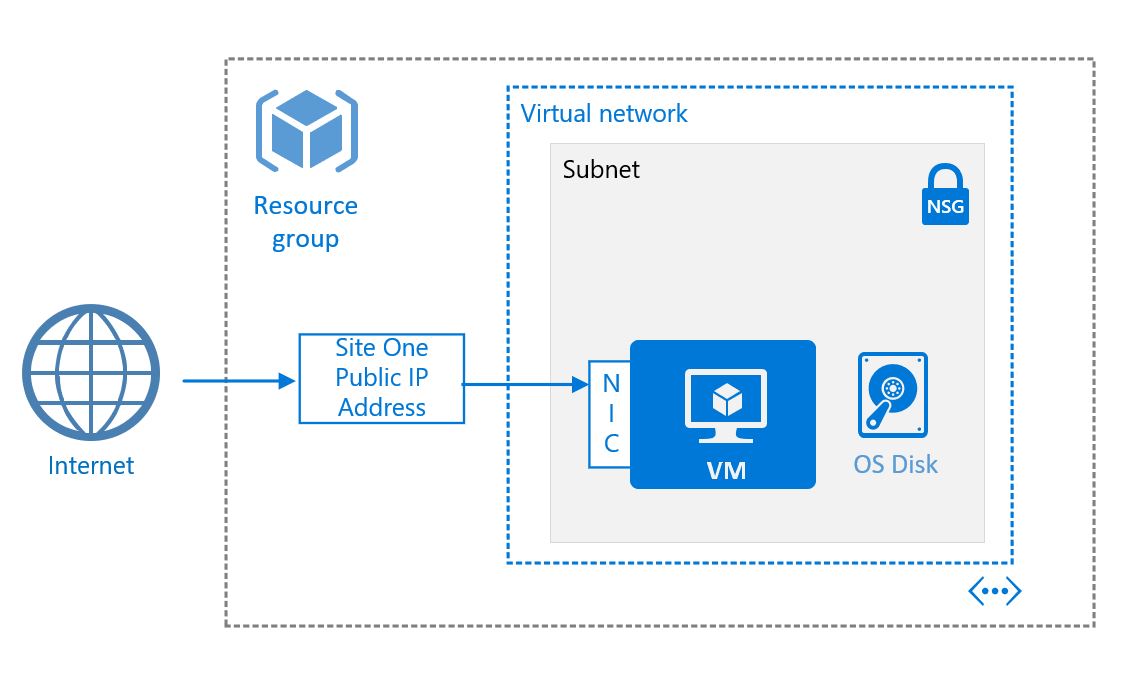 Virtual network
Subnet
NSG
Resource
group
Site One
Public IP
Address
N
I
C
VM
OS Disk
Internet